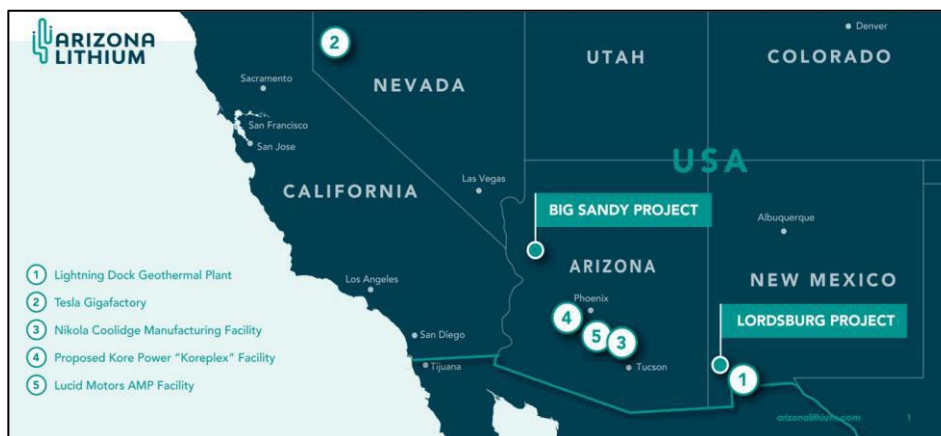 ARIZONA
LITHIUM
2
Denver
UTAH
COLORADO
NEVADA
Sacramento
San Francisco
San Jose
USA
Las Vegas
CALIFORNIA
BIG SANDY PROJECT
Albuquerque
ARIZONA
NEW MEXICO
Los Angeles
Phoenix
4
5
3
LORDSBURG PROJECT
San Diego
Tijuana
Tucson
1
1 Lightning Dock Geothermal Plant
2 Tesla Gigafactory
3 Nikola Coolidge Manufacturing Facility
4 Proposed Kore Power "Koreplex" Facility
5 Lucid Motors AMP Facility
arizonalithium.com 1